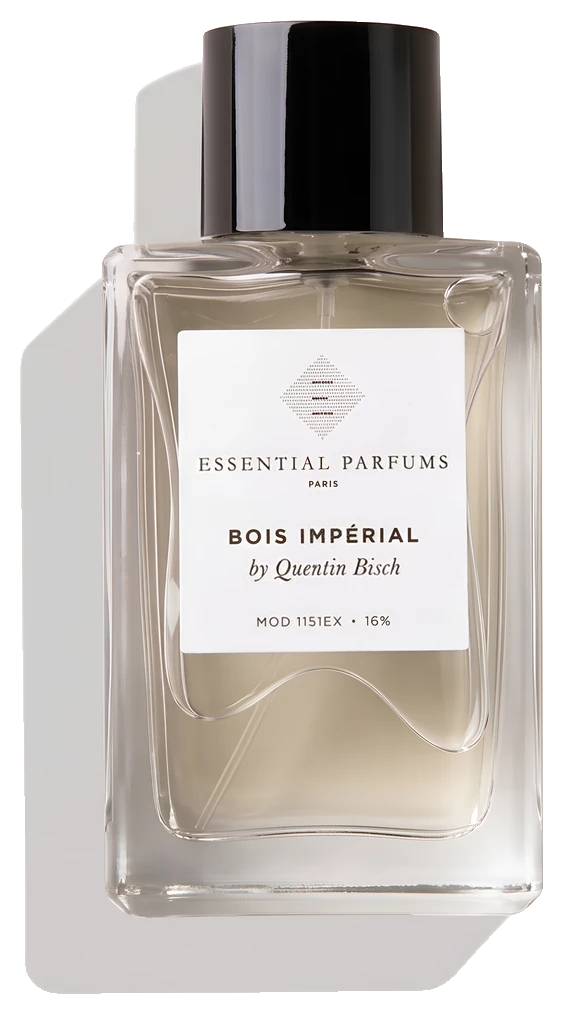 ESSENTIAL PARFUMS
PARIS
BOIS IMPÉRIAL
by Quentin Bisch
MOD 1151EX • 16%